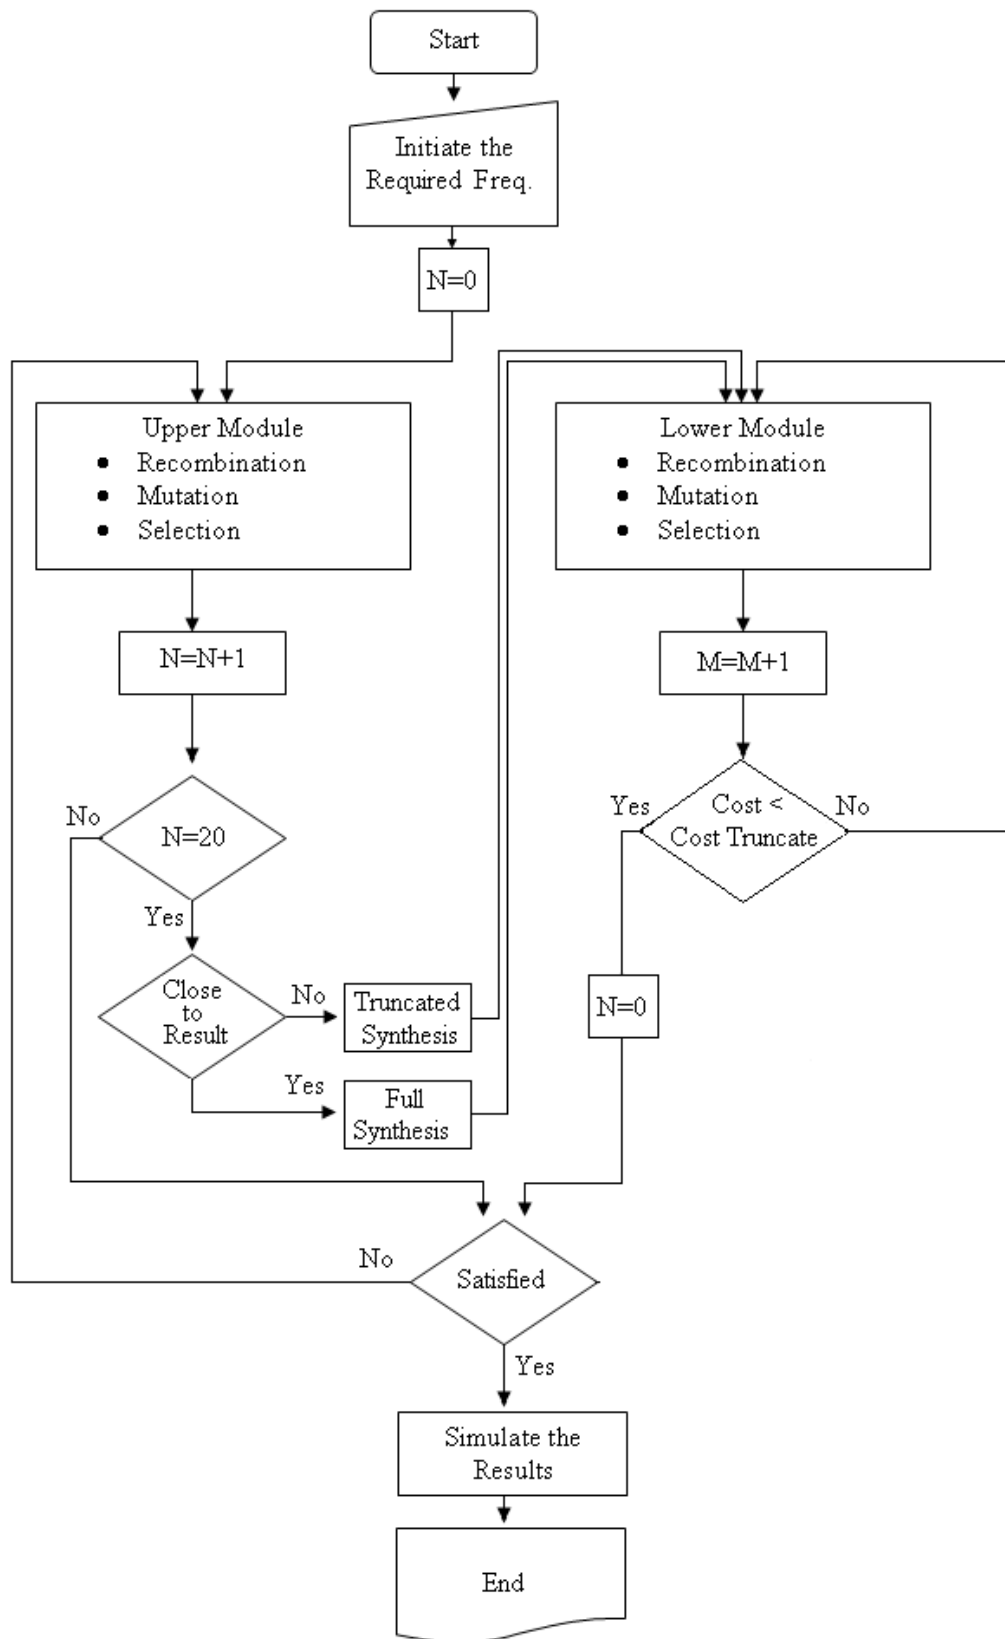 Start
Initiate the
Required Freq.
N=0
Upper Module
• Recombination
• Mutation
• Selection
N=N+1
No
N=20
Yes
Close
to
Result
No
Truncated
Synthesis
Yes
Full
Synthesis
Lower Module
• Recombination
• Mutation
• Selection
M=M+1
Yes
Cost <
Cost Truncate
No
N=0
No
Satisfied
Yes
Simulate the
Results
End